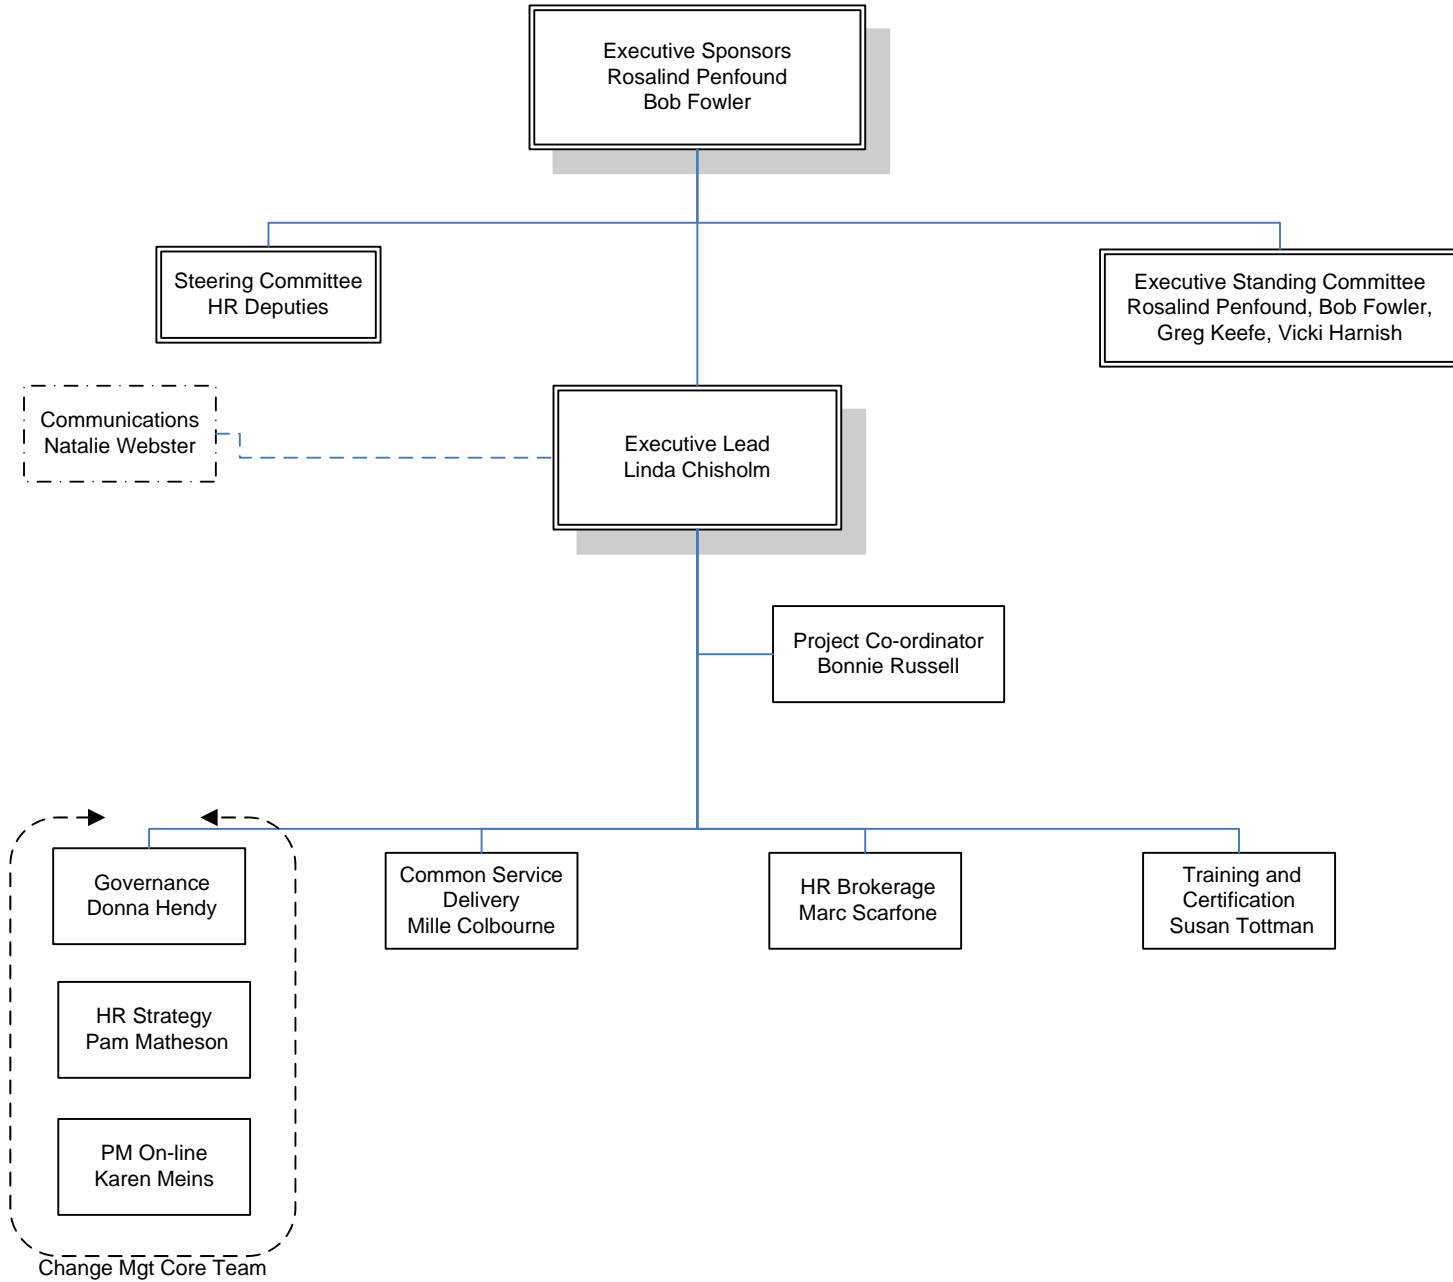 Executive Sponsors
Rosalind Penfound
Bob Fowler
Steering Committee
HR Deputies
Executive Standing Committee
Rosalind Penfound, Bob Fowler,
Greg Keefe, Vicki Harnish
Communications
Natalie Webster
Executive Lead
Linda Chisholm
Project Co-ordinator
Bonnie Russell
Governance
Donna Hendy
Common Service
Delivery
Mille Colbourne
HR Brokerage
Marc Scarfone
Training and
Certification
Susan Tottman
HR Strategy
Pam Matheson
PM On-line
Karen Meins
Change Mgt Core Team